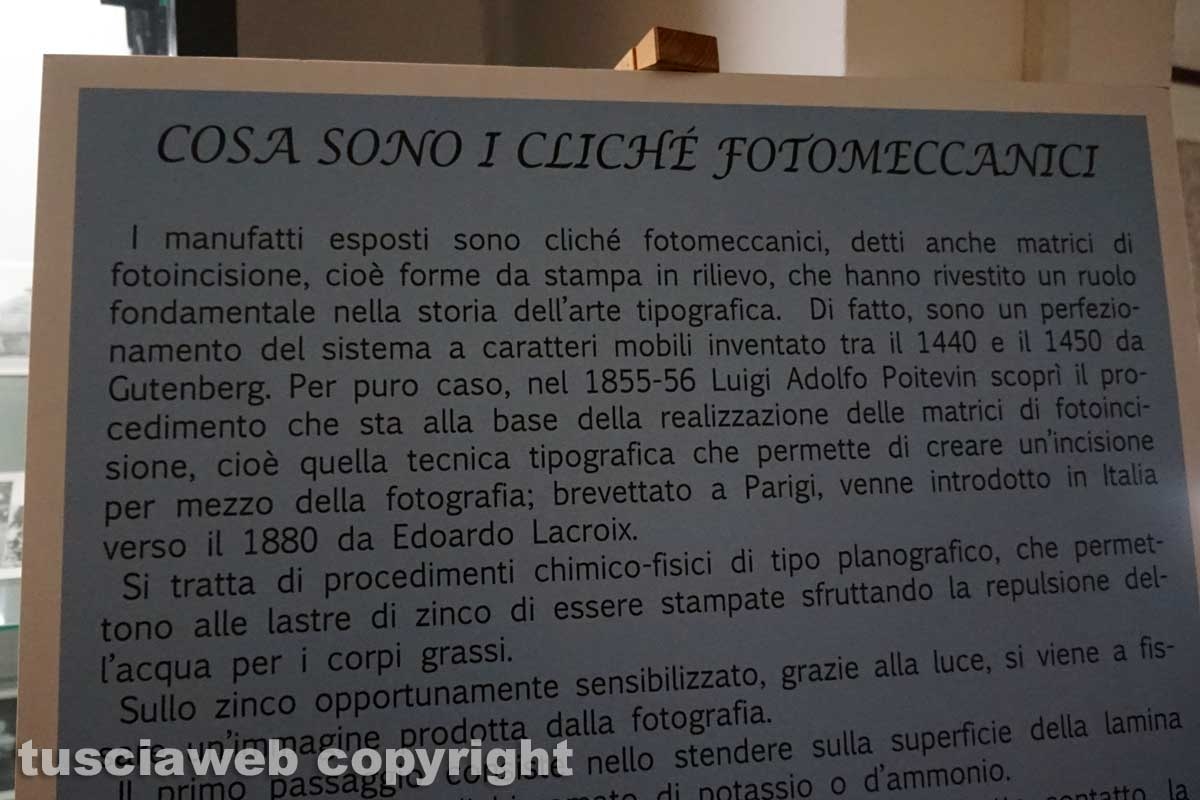 COSA SONO I CLICHÉ FOTOMECCANICI
I manufatti esposti sono cliché fotomeccanici, detti anche matrici di
fotoincisione, cioè forme da stampa in rilievo, che hanno rivestito un ruolo
fondamentale nella storia dell'arte tipografica. Di fatto, sono un perfezio-
namento del sistema a caratteri mobili inventato tra il 1440 e il 1450 da
Gutenberg. Per puro caso, nel 1855-56 Luigi Adolfo Poitevin scoprì il pro-
cedimento che sta alla base della realizzazione delle matrici di fotoinci-
sione, cioè quella tecnica tipografica che permette di creare un'incisione
per mezzo della fotografia; brevettato a Parigi, venne introdotto in Italia
verso il 1880 da Edoardo Lacroix.
Si tratta di procedimenti chimico-fisici di tipo planografico, che permet-
tono alle lastre di zinco di essere stampate sfruttando la repulsione del-
l'acqua per i corpi grassi.
Sullo zinco opportunamente sensibilizzato, grazie alla luce, si viene a fis-
sare un'immagine prodotta dalla fotografia.
Il primo passaggio consiste nello stendere sulla superficie della lamina
di potassio o d'ammonio.
contatto la
tusciaweb copyright